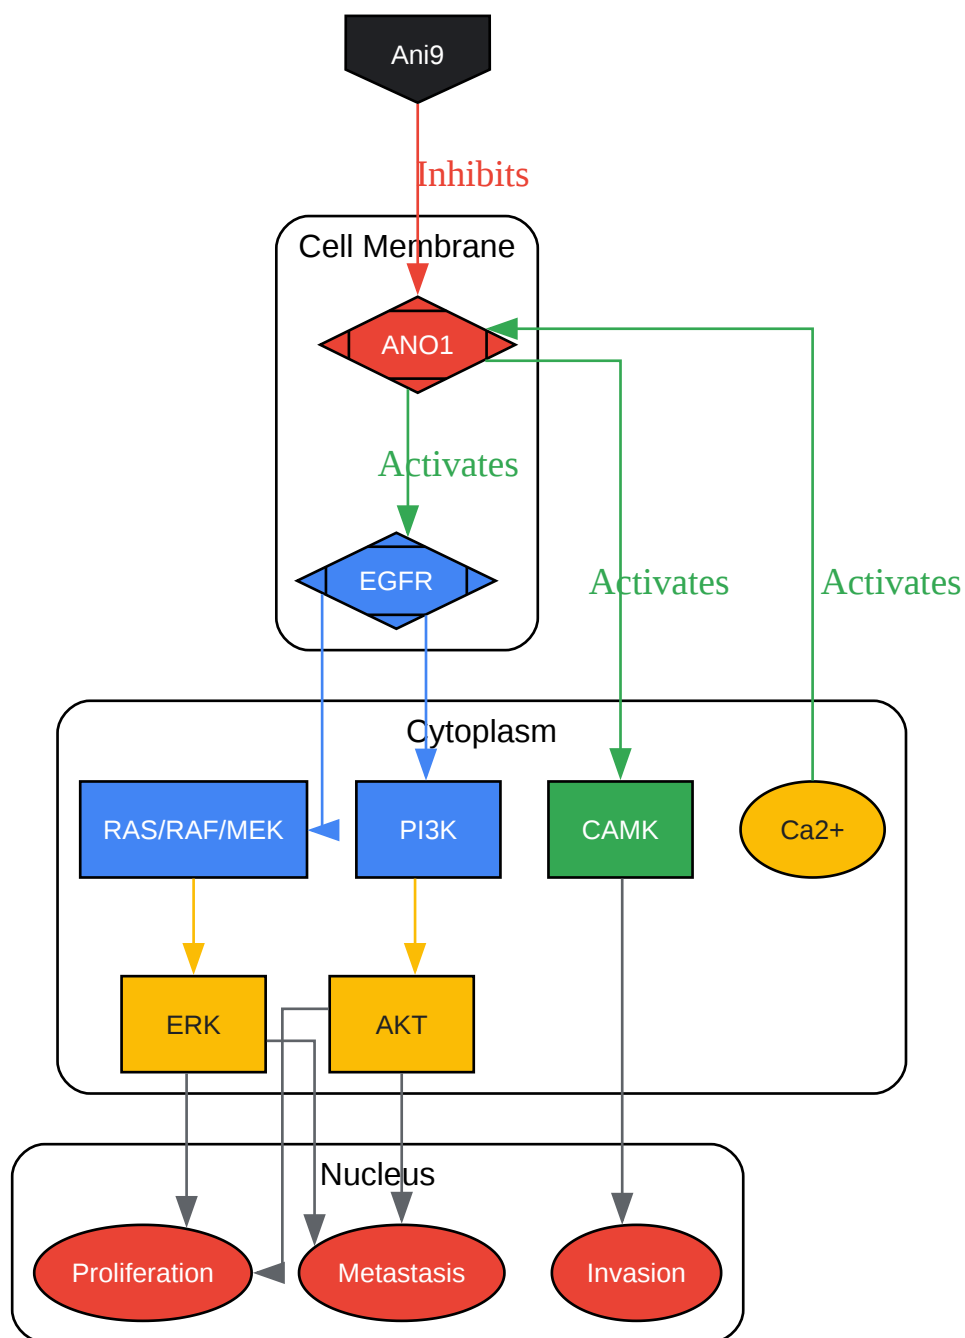 Ani9
Inhibits
Cell Membrane
ANO1
Activates
EGFR
Activates
Activates
Cytoplasm
RAS/RAF/MEK
PI3K
CAMK
Ca2+
ERK
AKT
Nucleus
Proliferation
Metastasis
Invasion